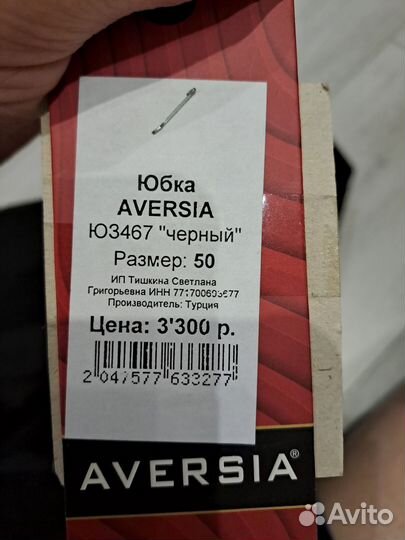 Юбка
AVERSIA
Ю3467 "черный"
Размер: 50
ИП Тишкина Светлана
Григорьевна ИНН 771700693677
Производитель: Турция
Цена: 3'300 р.
2 047577 633277
AVERSIA®
Avito